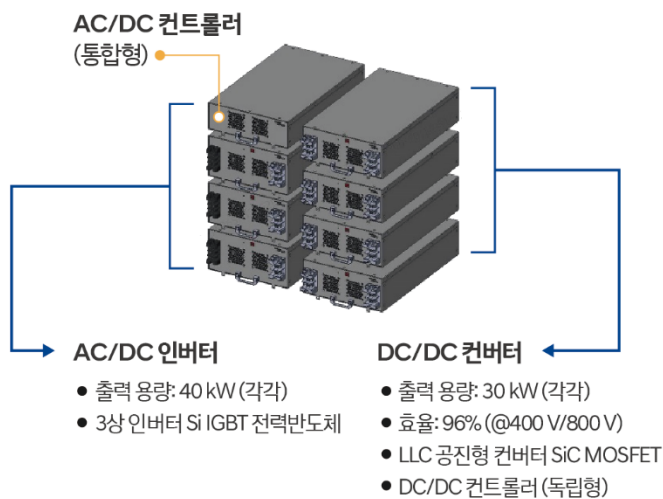 AC/DC 컨트롤러
(통합형)
AC/DC 인버터
● 출력 용량: 40 kW (각각)
● 3상 인버터 Si IGBT 전력반도체
DC/DC 컨버터
● 출력 용량: 30 kW (각각)
● 효율: 96% (@400 V/800 V)
● LLC 공진형 컨버터 SiC MOSFET
● DC/DC 컨트롤러 (독립형)